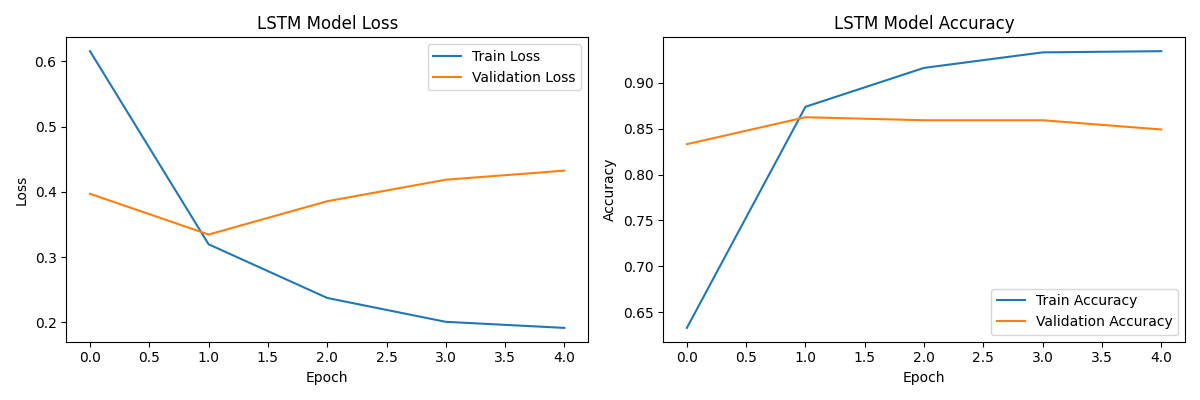 LSTM Model Loss
0.6
0.5
0.4
0.3
0.2
Loss
Train Loss
Validation Loss
0.0 0.5 1.0 1.5 2.0 2.5 3.0 3.5 4.0
Epoch
LSTM Model Accuracy
0.90
0.85
0.80
0.75
0.70
0.65
Accuracy
Train Accuracy
Validation Accuracy
0.0 0.5 1.0 1.5 2.0 2.5 3.0 3.5 4.0
Epoch